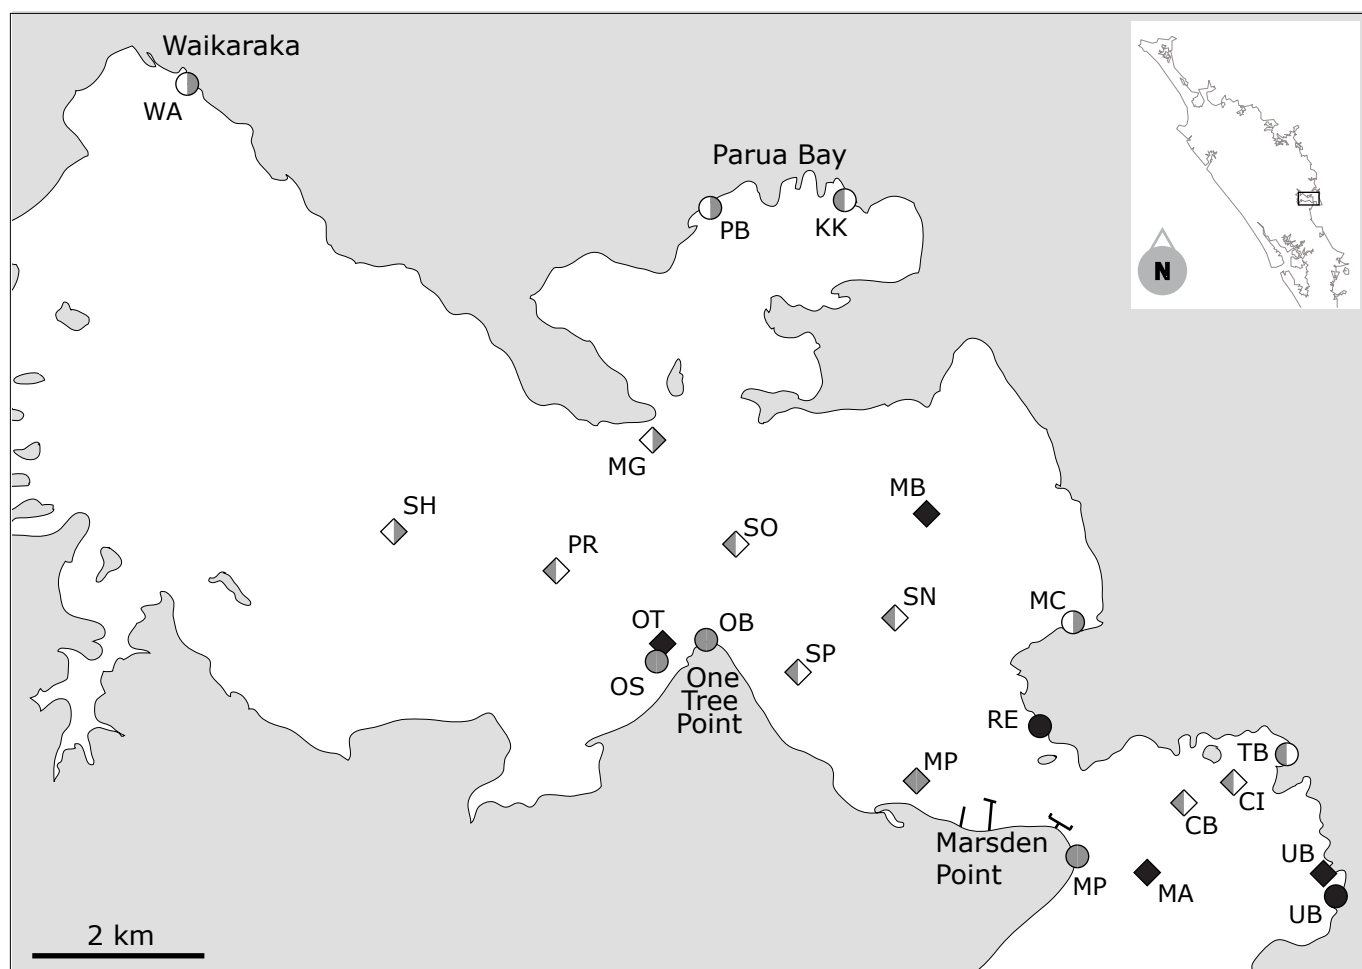 Waikaraka
WA
Parua Bay
PB
KK
N
MG
SH
PR
SO
MB
SN
MC
OT
OB
OS
SP
One
Tree
Point
RE
TB
MP
CI
CB
Marsden
Point
MP
MA
UB
UB
2 km